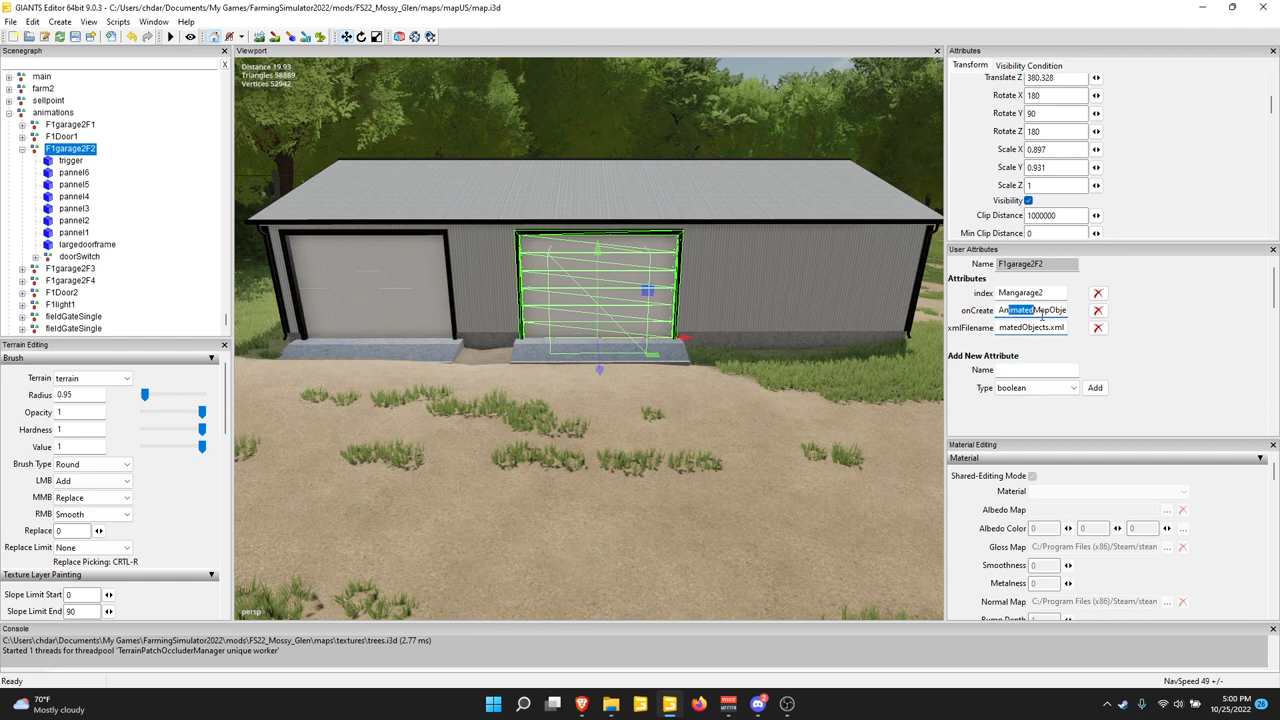 GIANTS Editor 64bit 9.0.3 - C:/Users/chdar/Documents/My Games/FarmingSimulator2022/mods/FS22_Mossy_Glen/maps/mapUS/map.i3d
File Edit Create View Scripts Window Help
Scenegraph
X
main
farm2
sellpoint
animations
F1garage2F1
F1Door1
F1garage2F2
trigger
pannel6
pannel5
pannel4
pannel3
pannel2
pannel1
largedoorframe
doorSwitch
F1garage2F3
F1garage2F4
F1Door2
F1light1
fieldGateSingle
fieldGateSingle
Terrain Editing
Brush
Terrain terrain
Radius 0.95
Opacity 1
Hardness 1
Value 1
Brush Type Round
LMB Add
MMB Replace
RMB Smooth
Replace 0
Replace Limit None
Replace Picking: CRTL-R
Texture Layer Painting
Slope Limit Start 0
Slope Limit End 90
Viewport
Distance 19.93
Triangles 58889
Vertices 52942
persp
Attributes
Transform Visibility Condition
Translate Z 380.328
Rotate X 180
Rotate Y 90
Rotate Z 180
Scale X 0.897
Scale Y 0.931
Scale Z 1
Visibility
Clip Distance 1000000
Min Clip Distance 0
User Attributes
Name F1garage2F2
Attributes
index Mangarage2
onCreate AnimatedMapObje
xmlFilename matedObjects.xml
Add New Attribute
Name
Type boolean Add
Material Editing
Material
Shared-Editing Mode
Material
Albedo Map ...
Albedo Color 0 0 0 ...
Gloss Map C:/Program Files (x86)/Steam/stean ...
Smoothness 0
Metalness 0
Normal Map C:/Program Files (x86)/Steam/stean ...
Console
C:\Users\chdar\Documents\My Games\FarmingSimulator2022\mods\FS22_Mossy_Glen\maps\textures\trees.i3d (2.77 ms)
Started 1 threads for threadpool 'TerrainPatchOccluderManager unique worker'
Ready
NavSpeed 49 +/-
70°F
Mostly cloudy
5:00 PM
10/25/2022
26